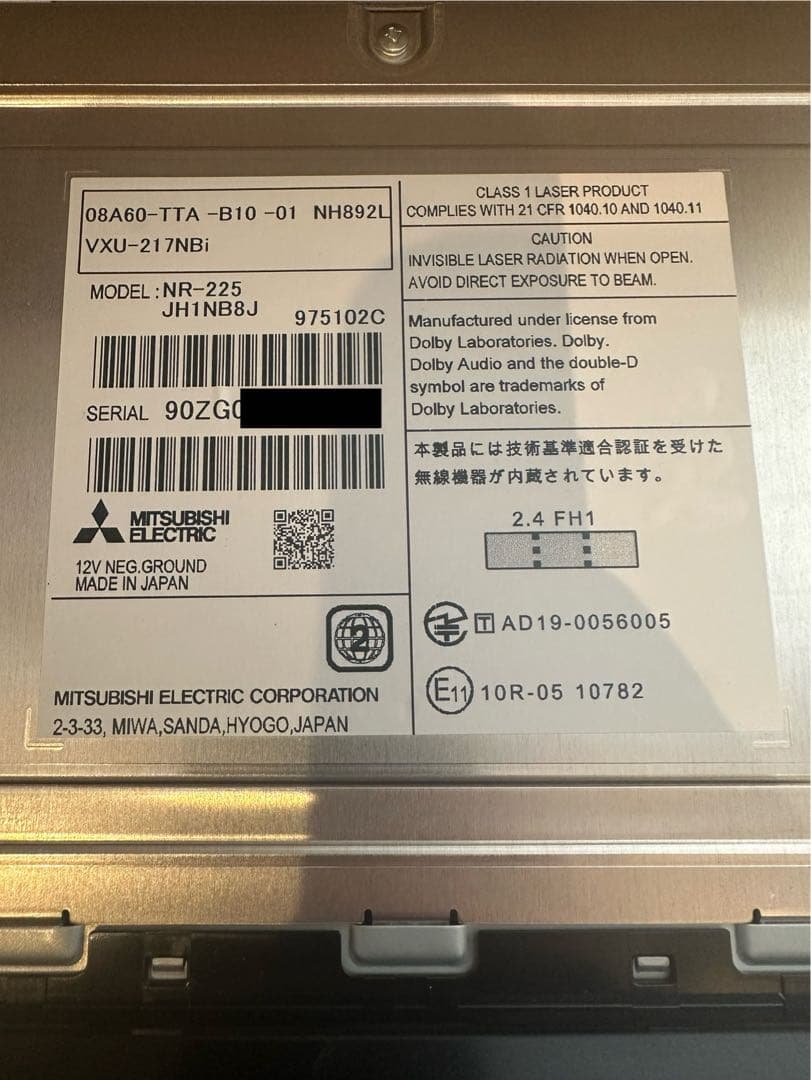 08A60-TTA -B10 -01 NH892L
VXU-217NBi
MODEL : NR-225
JH1NB8J 975102C
SERIAL 90ZG0
MITSUBISHI
ELECTRIC
12V NEG.GROUND
MADE IN JAPAN
2
MITSUBISHI ELECTRIC CORPORATION
2-3-33, MIWA,SANDA,HYOGO,JAPAN
CLASS 1 LASER PRODUCT
COMPLIES WITH 21 CFR 1040.10 AND 1040.11
CAUTION
INVISIBLE LASER RADIATION WHEN OPEN.
AVOID DIRECT EXPOSURE TO BEAM.
Manufactured under license from
Dolby Laboratories. Dolby.
Dolby Audio and the double-D
symbol are trademarks of
Dolby Laboratories.
本製品には技術基準適合認証を受けた
無線機器が内蔵されています。
2.4 FH1
T AD19-0056005
E11 10R-05 10782